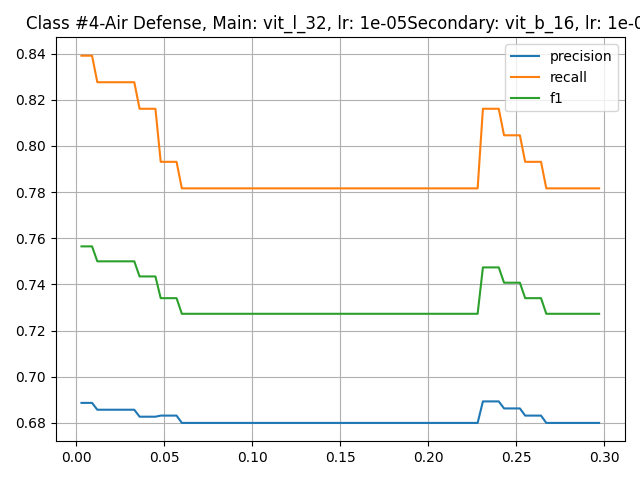 Class #4-Air Defense, Main: vit_l_32, lr: 1e-05Secondary: vit_b_16, lr: 1e-0
precision
recall
f1
0.84
0.82
0.80
0.78
0.76
0.74
0.72
0.70
0.68
0.00 0.05 0.10 0.15 0.20 0.25 0.30